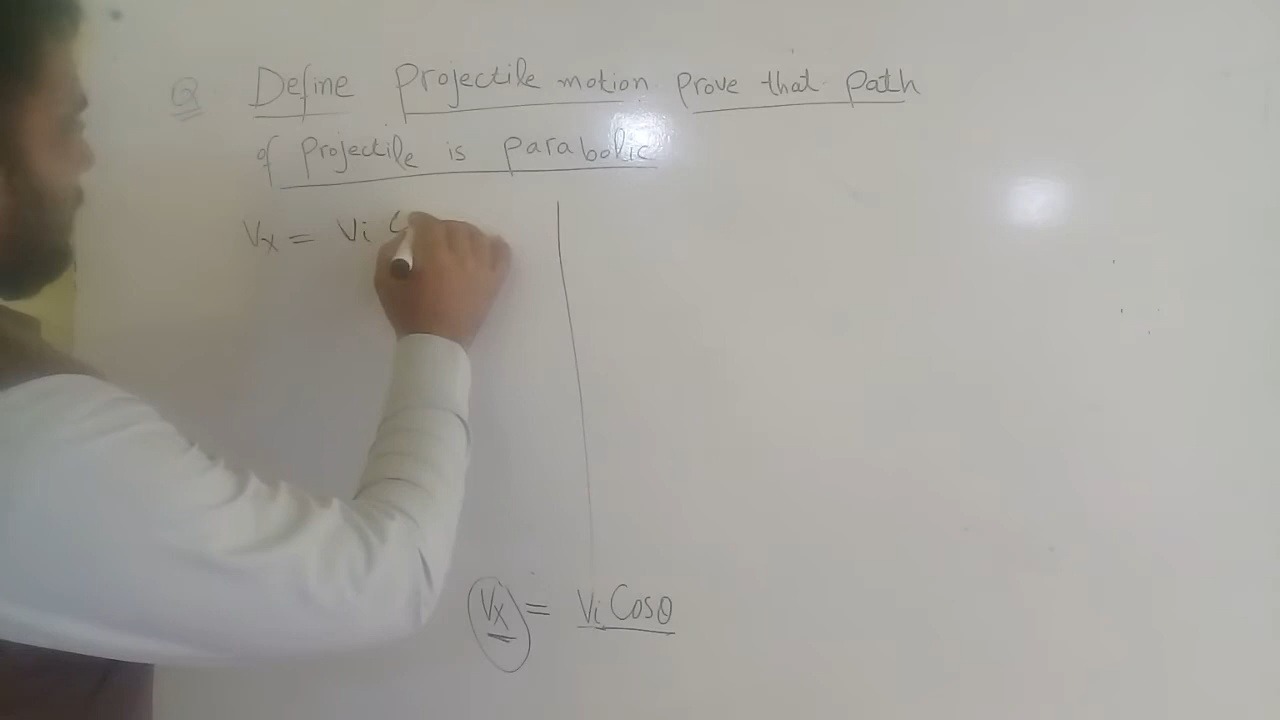 Q Define Projectile motion prove that path
of projectile is parabolic
Vx = Vi C
Vx = Vi Cosθ